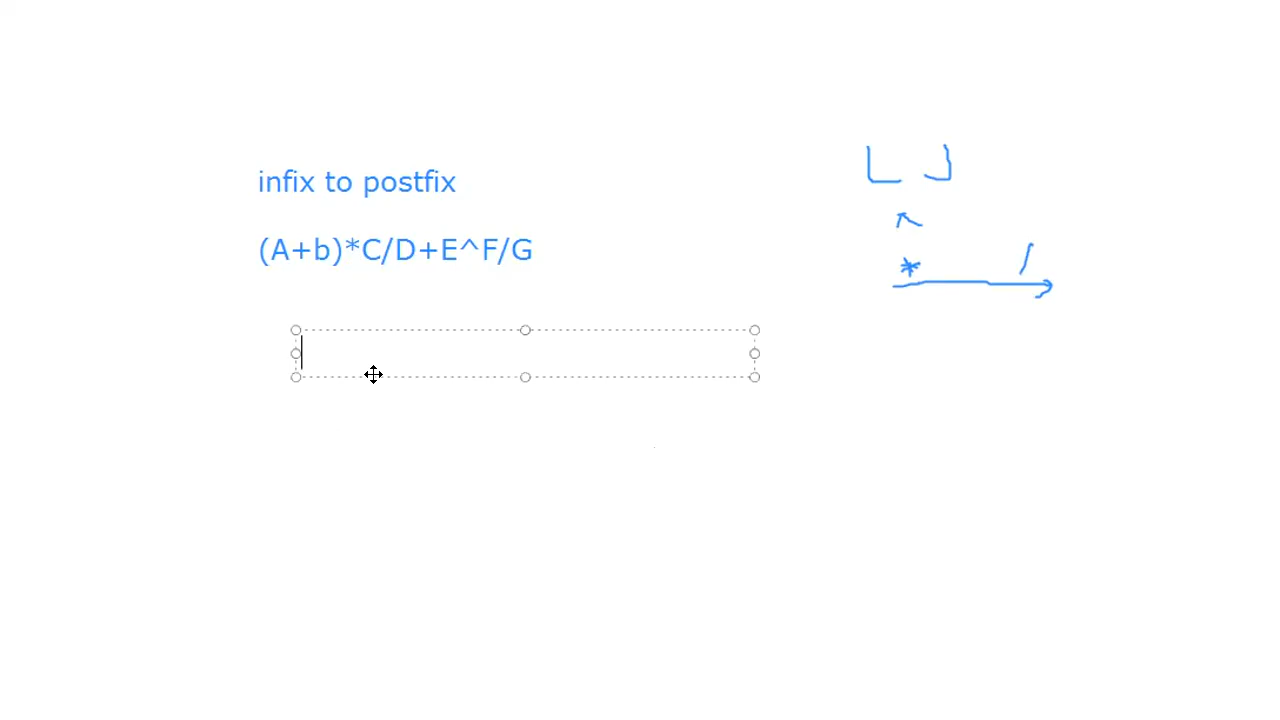 infix to postfix
(A+b)*C/D+E^F/G
[ ]
^
* /